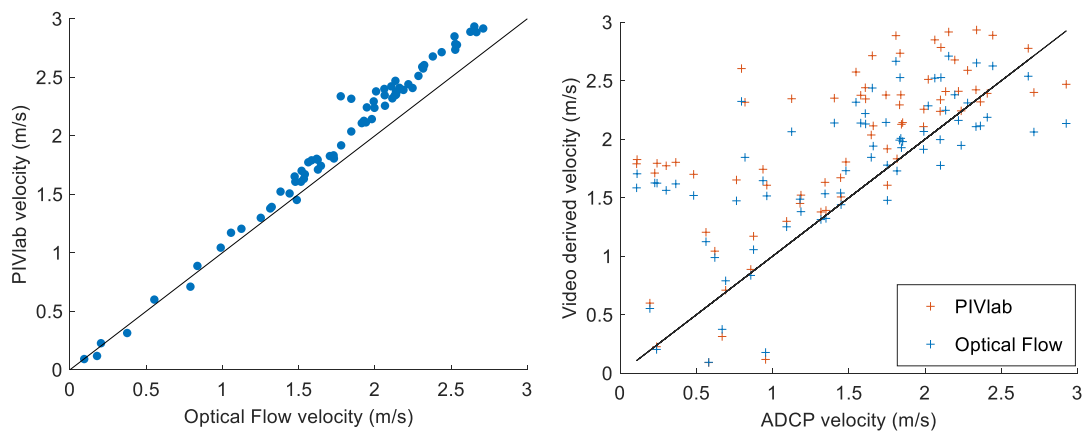 3
2.5
2
1.5
1
0.5
0
PIVlab velocity (m/s)
0 0.5 1 1.5 2 2.5 3
Optical Flow velocity (m/s)
3
2.5
2
1.5
1
0.5
0
Video derived velocity (m/s)
PIVlab
Optical Flow
0 0.5 1 1.5 2 2.5 3
ADCP velocity (m/s)